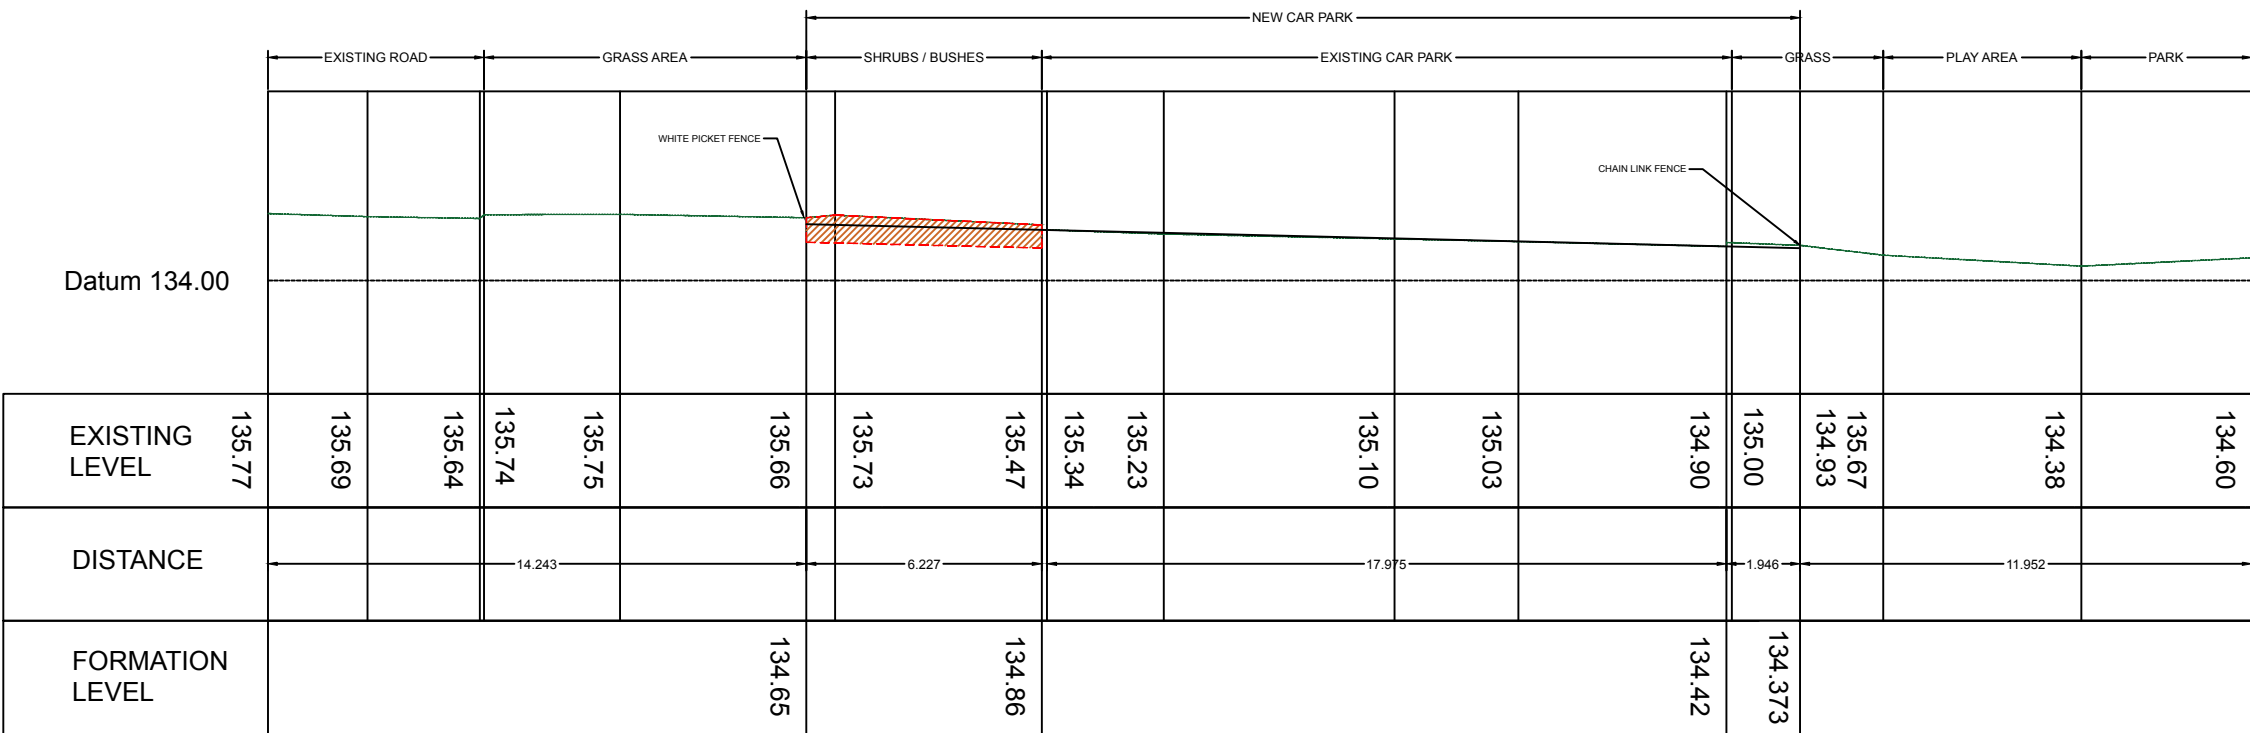 NEW CAR PARK
EXISTING ROAD GRASS AREA SHRUBS / BUSHES EXISTING CAR PARK GRASS PLAY AREA PARK
WHITE PICKET FENCE
CHAIN LINK FENCE
Datum 134.00
EXISTING LEVEL
135.77
135.69
135.64
135.74
135.75
135.66
135.73
135.47
135.34
135.23
135.10
135.03
134.90
135.00
134.93
135.67
134.38
134.60
DISTANCE
14.243 6.227 17.975 1.946 11.952
FORMATION LEVEL
134.65
134.86
134.42
134.373